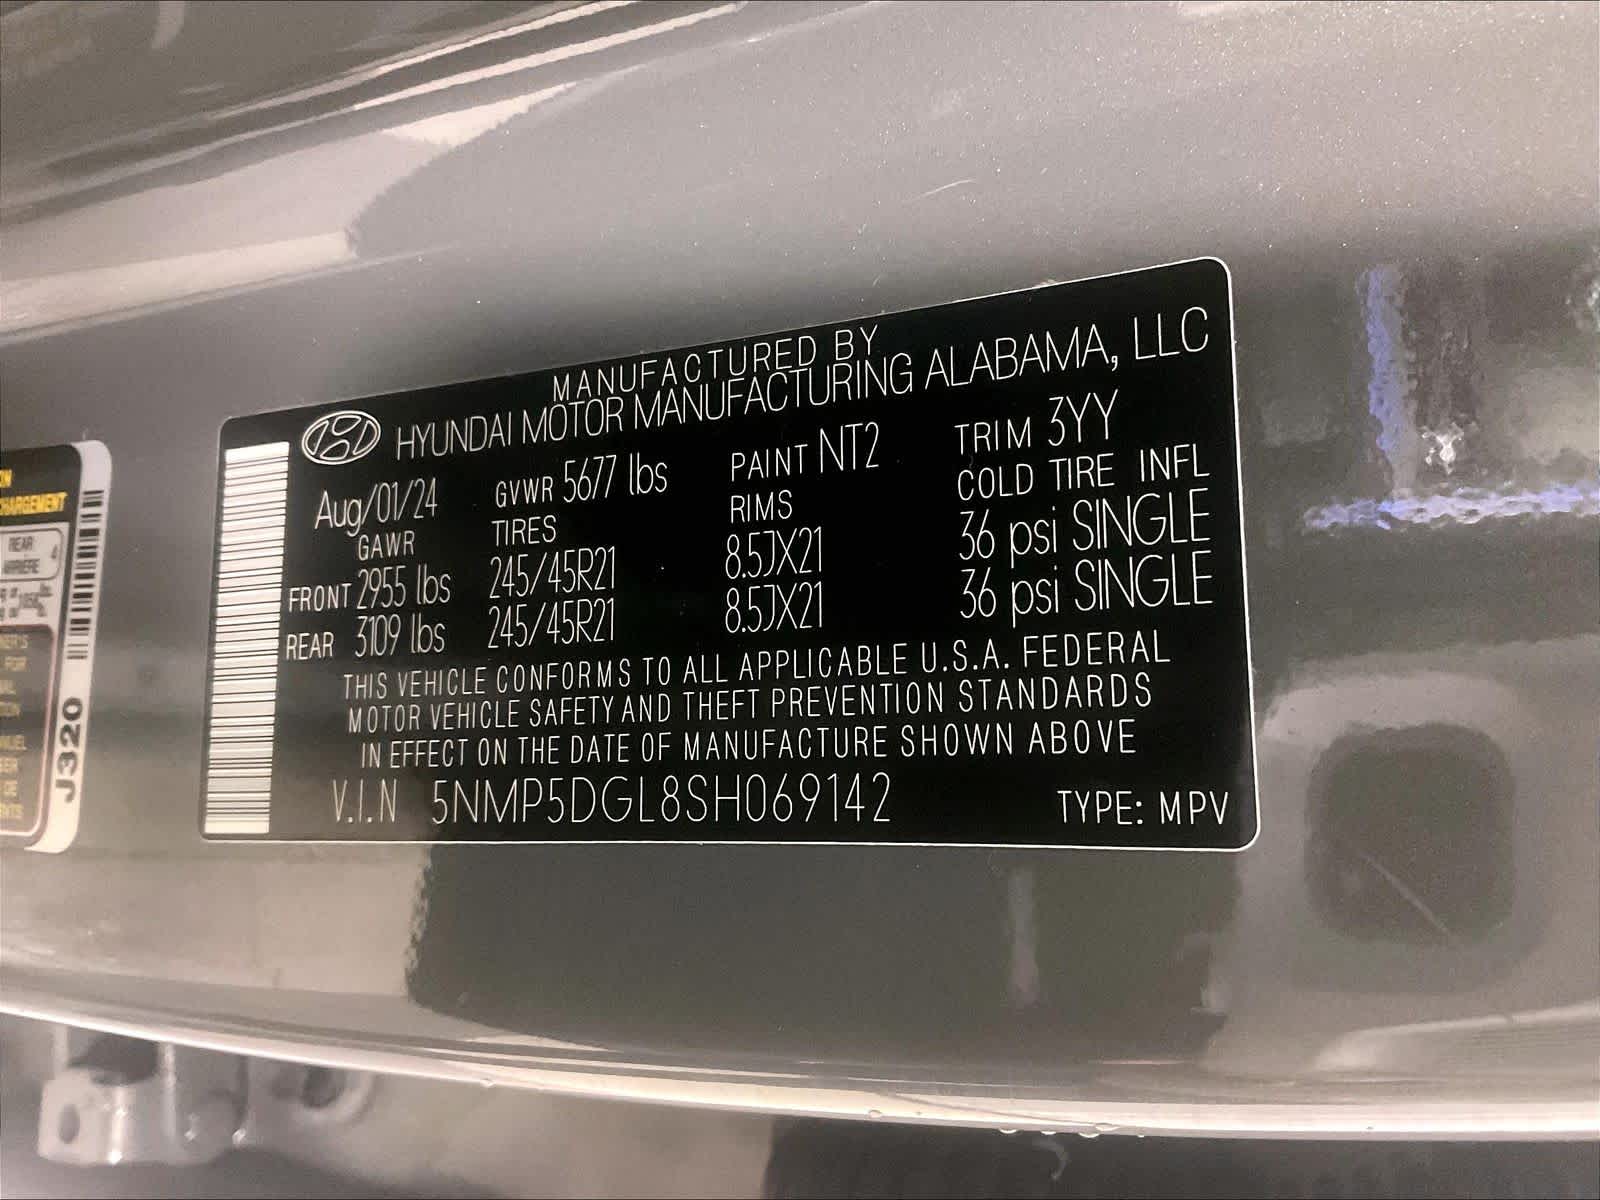 MANUFACTURED BY
HYUNDAI MOTOR MANUFACTURING ALABAMA, LLC
Aug/01/24 GVWR 5677 lbs PAINT NT2 TRIM 3YY
GAWR TIRES RIMS COLD TIRE INFL
FRONT 2955 lbs 245/45R21 8.5JX21 36 psi SINGLE
REAR 3109 lbs 245/45R21 8.5JX21 36 psi SINGLE
THIS VEHICLE CONFORMS TO ALL APPLICABLE U.S.A. FEDERAL
MOTOR VEHICLE SAFETY AND THEFT PREVENTION STANDARDS
IN EFFECT ON THE DATE OF MANUFACTURE SHOWN ABOVE
V.I.N 5NMP5DGL8SH069142 TYPE: MPV
REAR
J320